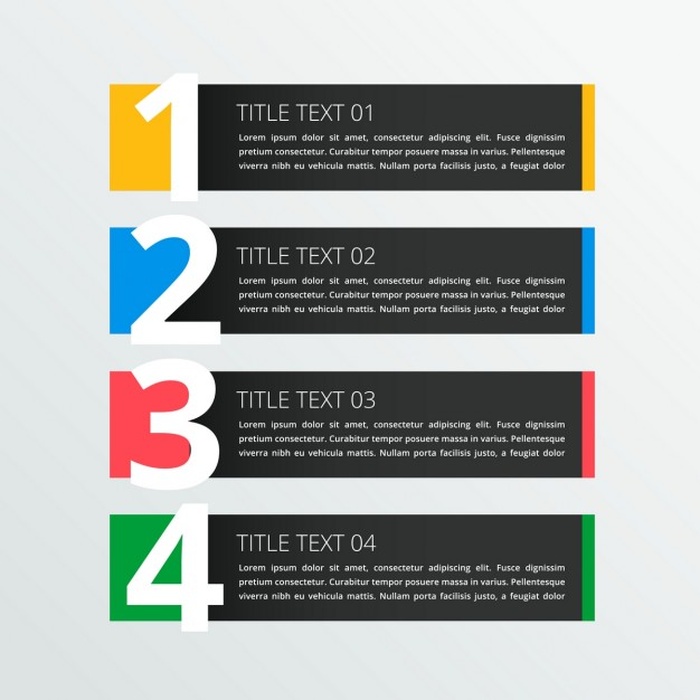 1
TITLE TEXT 01
Lorem ipsum dolor sit amet, consectetur adipiscing elit. Fusce dignissim
pretium consectetur. Curabitur tempor posuere massa in varius. Pellentesque
viverra nibh eu vehicula mattis. Nullam porta facilisis justo, a feugiat dolor
2
TITLE TEXT 02
Lorem ipsum dolor sit amet, consectetur adipiscing elit. Fusce dignissim
pretium consectetur. Curabitur tempor posuere massa in varius. Pellentesque
viverra nibh eu vehicula mattis. Nullam porta facilisis justo, a feugiat dolor
3
TITLE TEXT 03
Lorem ipsum dolor sit amet, consectetur adipiscing elit. Fusce dignissim
pretium consectetur. Curabitur tempor posuere massa in varius. Pellentesque
viverra nibh eu vehicula mattis. Nullam porta facilisis justo, a feugiat dolor
4
TITLE TEXT 04
Lorem ipsum dolor sit amet, consectetur adipiscing elit. Fusce dignissim
pretium consectetur. Curabitur tempor posuere massa in varius. Pellentesque
viverra nibh eu vehicula mattis. Nullam porta facilisis justo, a feugiat dolor